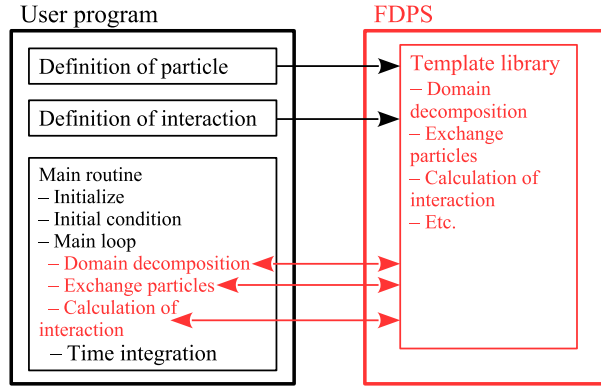 User program
Definition of particle
Definition of interaction
Main routine
– Initialize
– Initial condition
– Main loop
– Domain decomposition
– Exchange particles
– Calculation of
interaction
– Time integration
FDPS
Template library
– Domain
decomposition
– Exchange
particles
– Calculation of
interaction
– Etc.